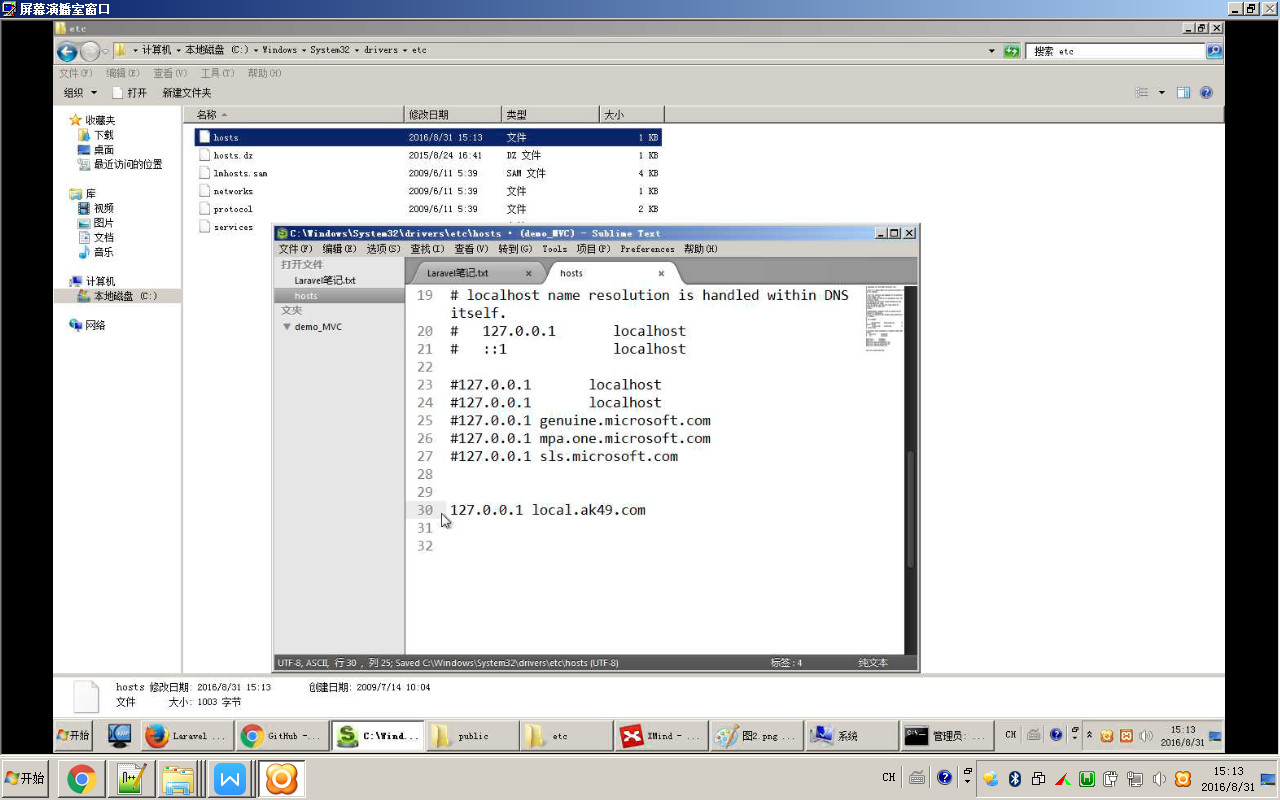 屏幕演播室窗口
etc
计算机 本地磁盘 (C:) Windows System32 drivers etc
搜索 etc
文件(F) 编辑(E) 查看(V) 工具(T) 帮助(H)
组织 打开 新建文件夹
名称 修改日期 类型 大小
hosts 2016/8/31 15:13 文件 1 KB
hosts.dz 2015/8/24 16:41 DZ 文件 1 KB
lmhosts.sam 2009/6/11 5:39 SAM 文件 4 KB
networks 2009/6/11 5:39 文件 1 KB
protocol 2009/6/11 5:39 文件 2 KB
services
收藏夹
下载
桌面
最近访问的位置
库
视频
图片
文档
音乐
计算机
本地磁盘 (C:)
网络
C:\Windows\System32\drivers\etc\hosts • (demo_MVC) - Sublime Text
文件(F) 编辑(E) 选项(S) 查找(I) 查看(V) 转到(G) Tools 项目(P) Preferences 帮助(H)
打开文件
Laravel笔记.txt
hosts
文件夹
demo_MVC
Laravel笔记.txt × hosts ×
19 # localhost name resolution is handled within DNS
itself.
20 # 127.0.0.1 localhost
21 # ::1 localhost
22
23 #127.0.0.1 localhost
24 #127.0.0.1 localhost
25 #127.0.0.1 genuine.microsoft.com
26 #127.0.0.1 mpa.one.microsoft.com
27 #127.0.0.1 sls.microsoft.com
28
29
30 127.0.0.1 local.ak49.com
31
32
UTF-8, ASCII, 行 30 , 列 25; Saved C:\Windows\System32\drivers\etc\hosts (UTF-8) 标签: 4 纯文本
hosts 修改日期: 2016/8/31 15:13 创建日期: 2009/7/14 10:04
文件 大小: 1003 字节
开始 Laravel ... GitHub -... C:\Wind... public etc XMind - ... 图2.png ... 系统 管理员: ... CH 15:13
2016/8/31
开始 CH 15:13
2016/8/31